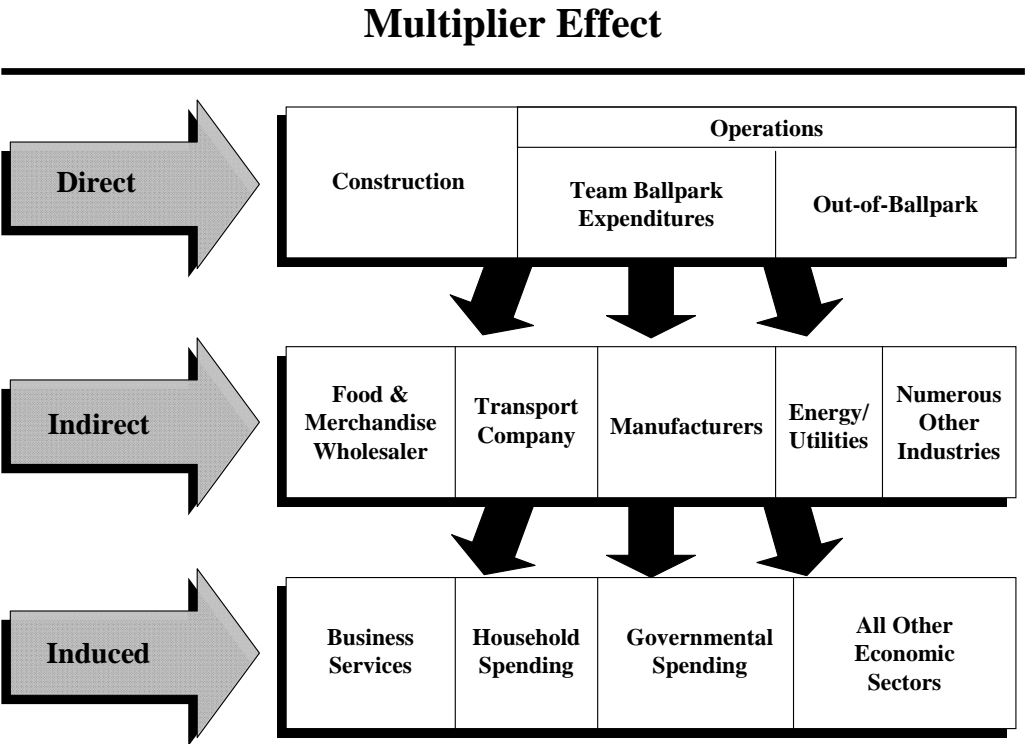 Multiplier Effect
Direct
Construction
Operations
Team Ballpark
Expenditures
Out-of-Ballpark
Indirect
Food &
Merchandise
Wholesaler
Transport
Company
Manufacturers
Energy/
Utilities
Numerous
Other
Industries
Induced
Business
Services
Household
Spending
Governmental
Spending
All Other
Economic
Sectors